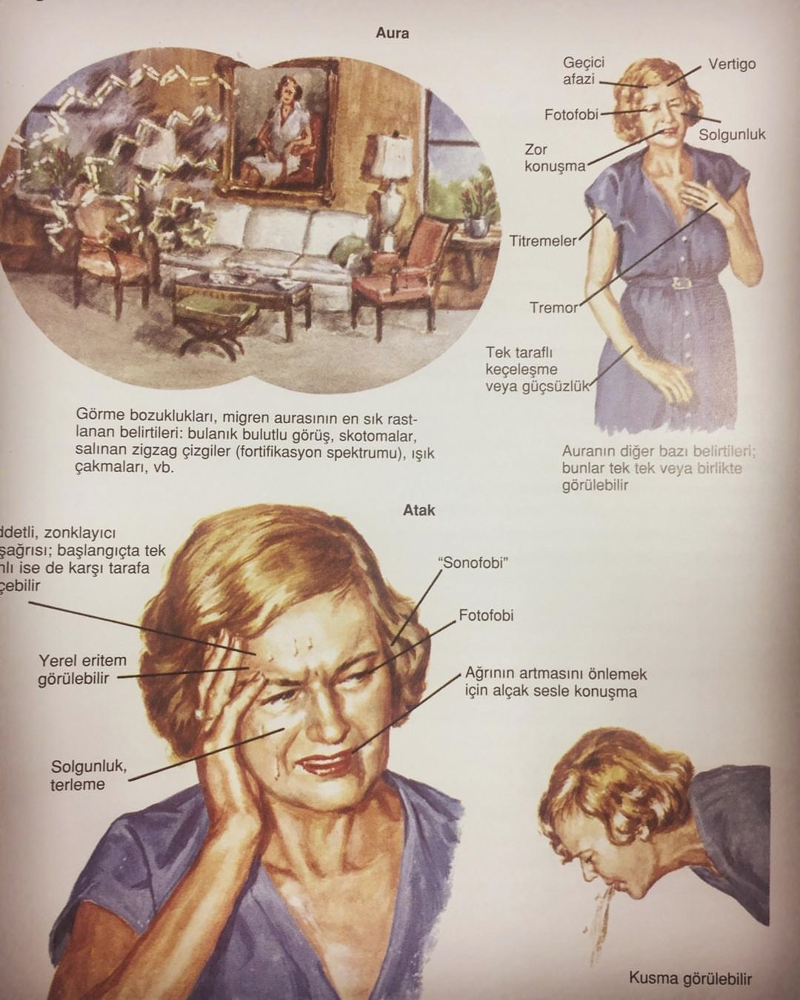 Aura
Geçici
afazi
Vertigo
Fotofobi
Solgunluk
Zor
konuşma
Titremeler
Tremor
Tek taraflı
keçeleşme
veya güçsüzlük
Görme bozuklukları, migren aurasının en sık rast-
lanan belirtileri: bulanık bulutlu görüş, skotomalar,
salınan zigzag çizgiler (fortifikasyon spektrumu), ışık
çakmaları, vb.
Auranın diğer bazı belirtileri;
bunlar tek tek veya birlikte
görülebilir
Atak
ddetli, zonklayıcı
şağrısı; başlangıçta tek
nlı ise de karşı tarafa
çebilir
"Sonofobi"
Fotofobi
Yerel eritem
görülebilir
Ağrının artmasını önlemek
için alçak sesle konuşma
Solgunluk,
terleme
Kusma görülebilir